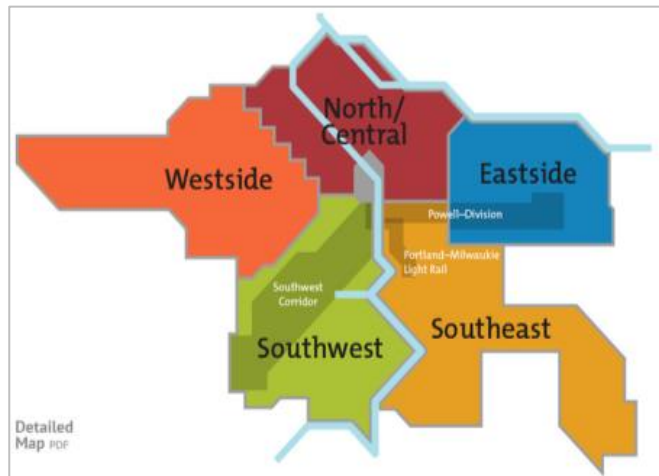 North/
Central
Westside
Eastside
Powell–Division
Portland–Milwaukie
Light Rail
Southwest
Corridor
Southeast
Southwest
Detailed
Map PDF